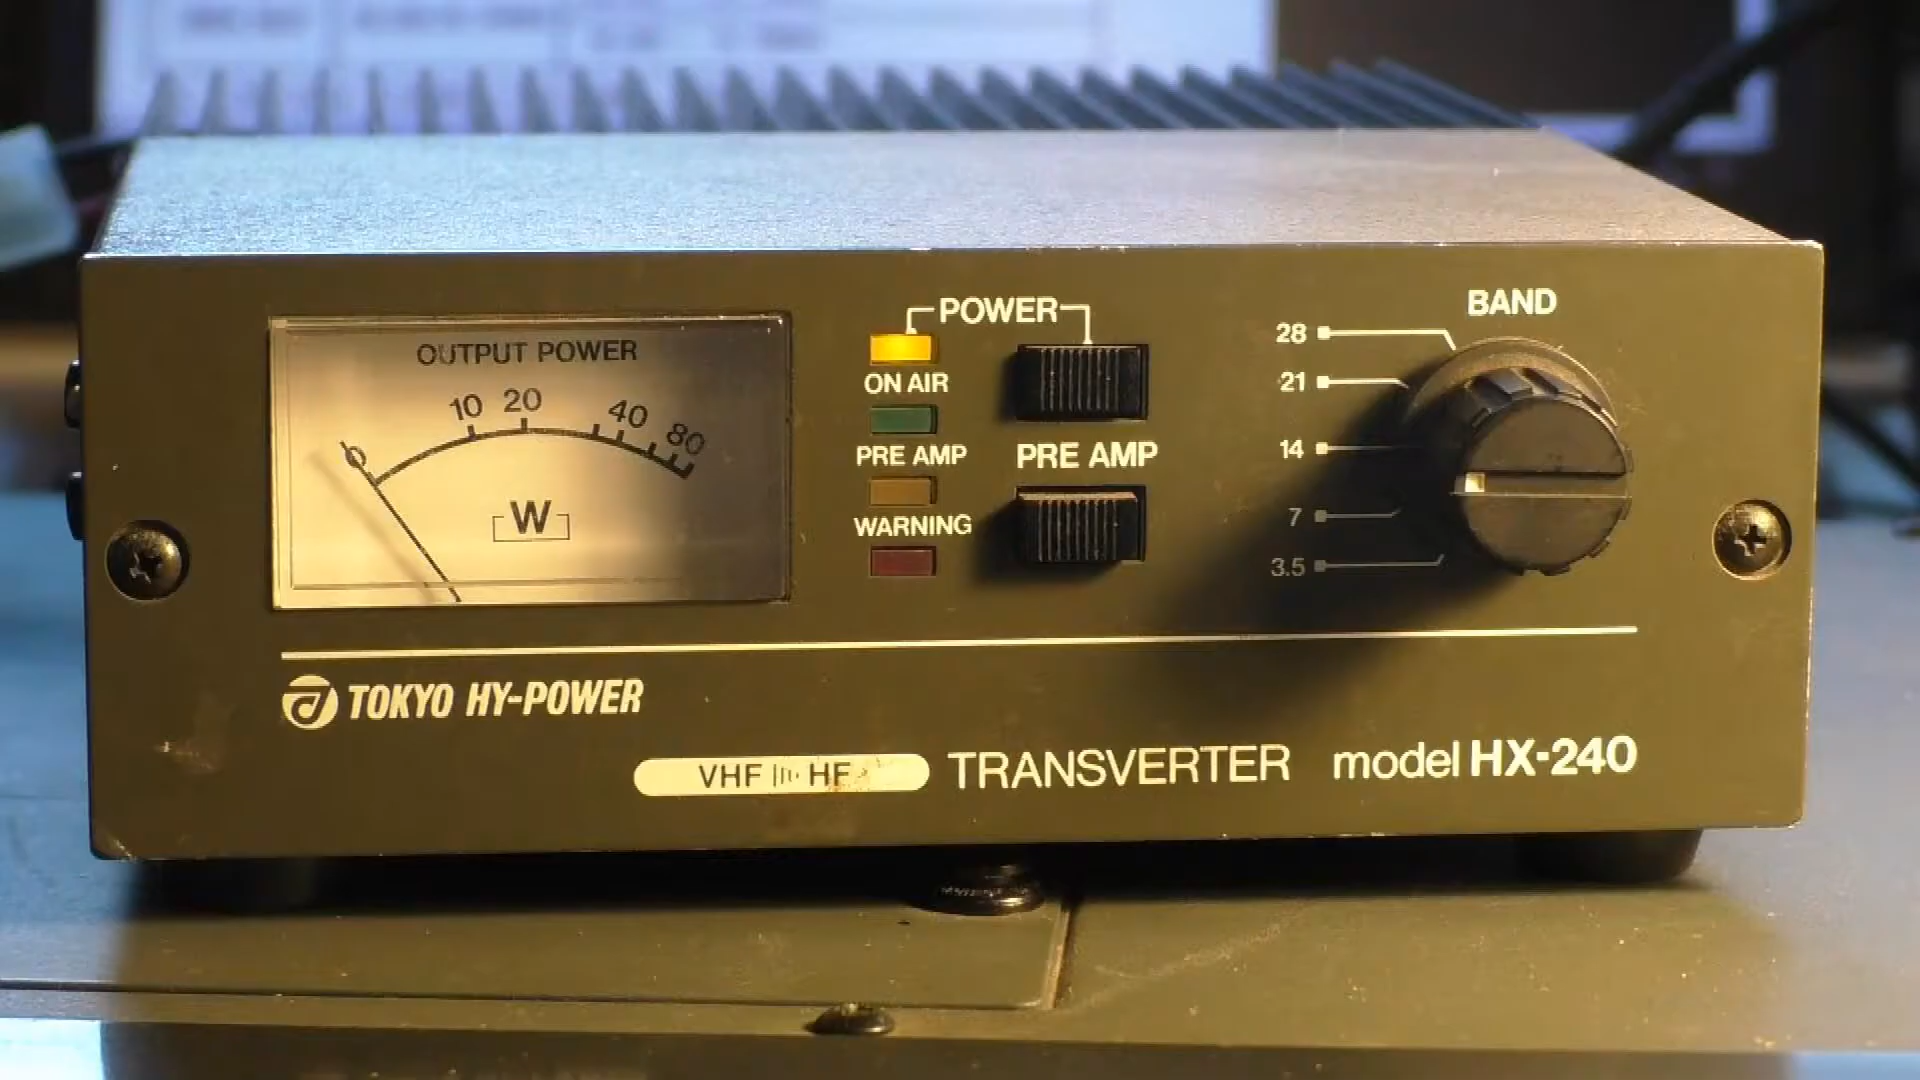 POWER
BAND
OUTPUT POWER
0 10 20 40 80
W
ON AIR
PRE AMP
WARNING
PRE AMP
28
21
14
7
3.5
TOKYO HY-POWER
VHF HF
TRANSVERTER model HX-240